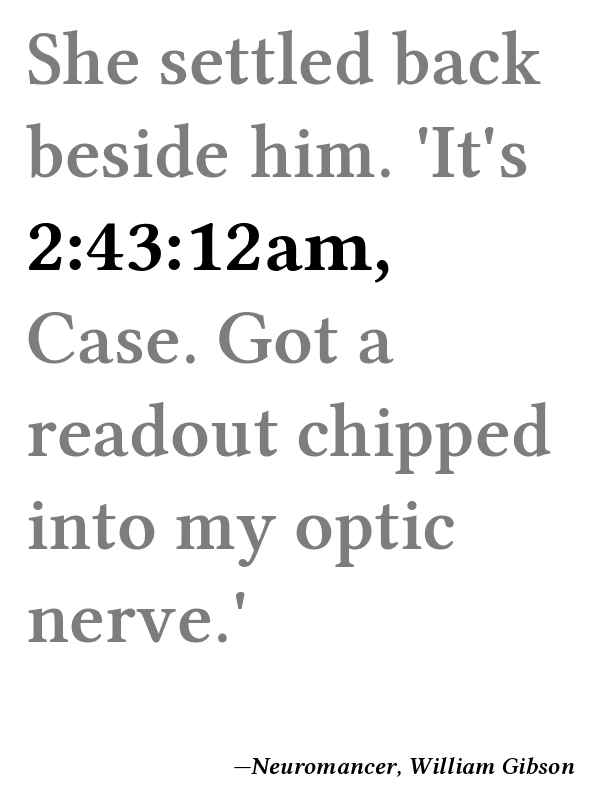 She settled back
beside him. 'It's
2:43:12am,
Case. Got a
readout chipped
into my optic
nerve.'
—Neuromancer, William Gibson